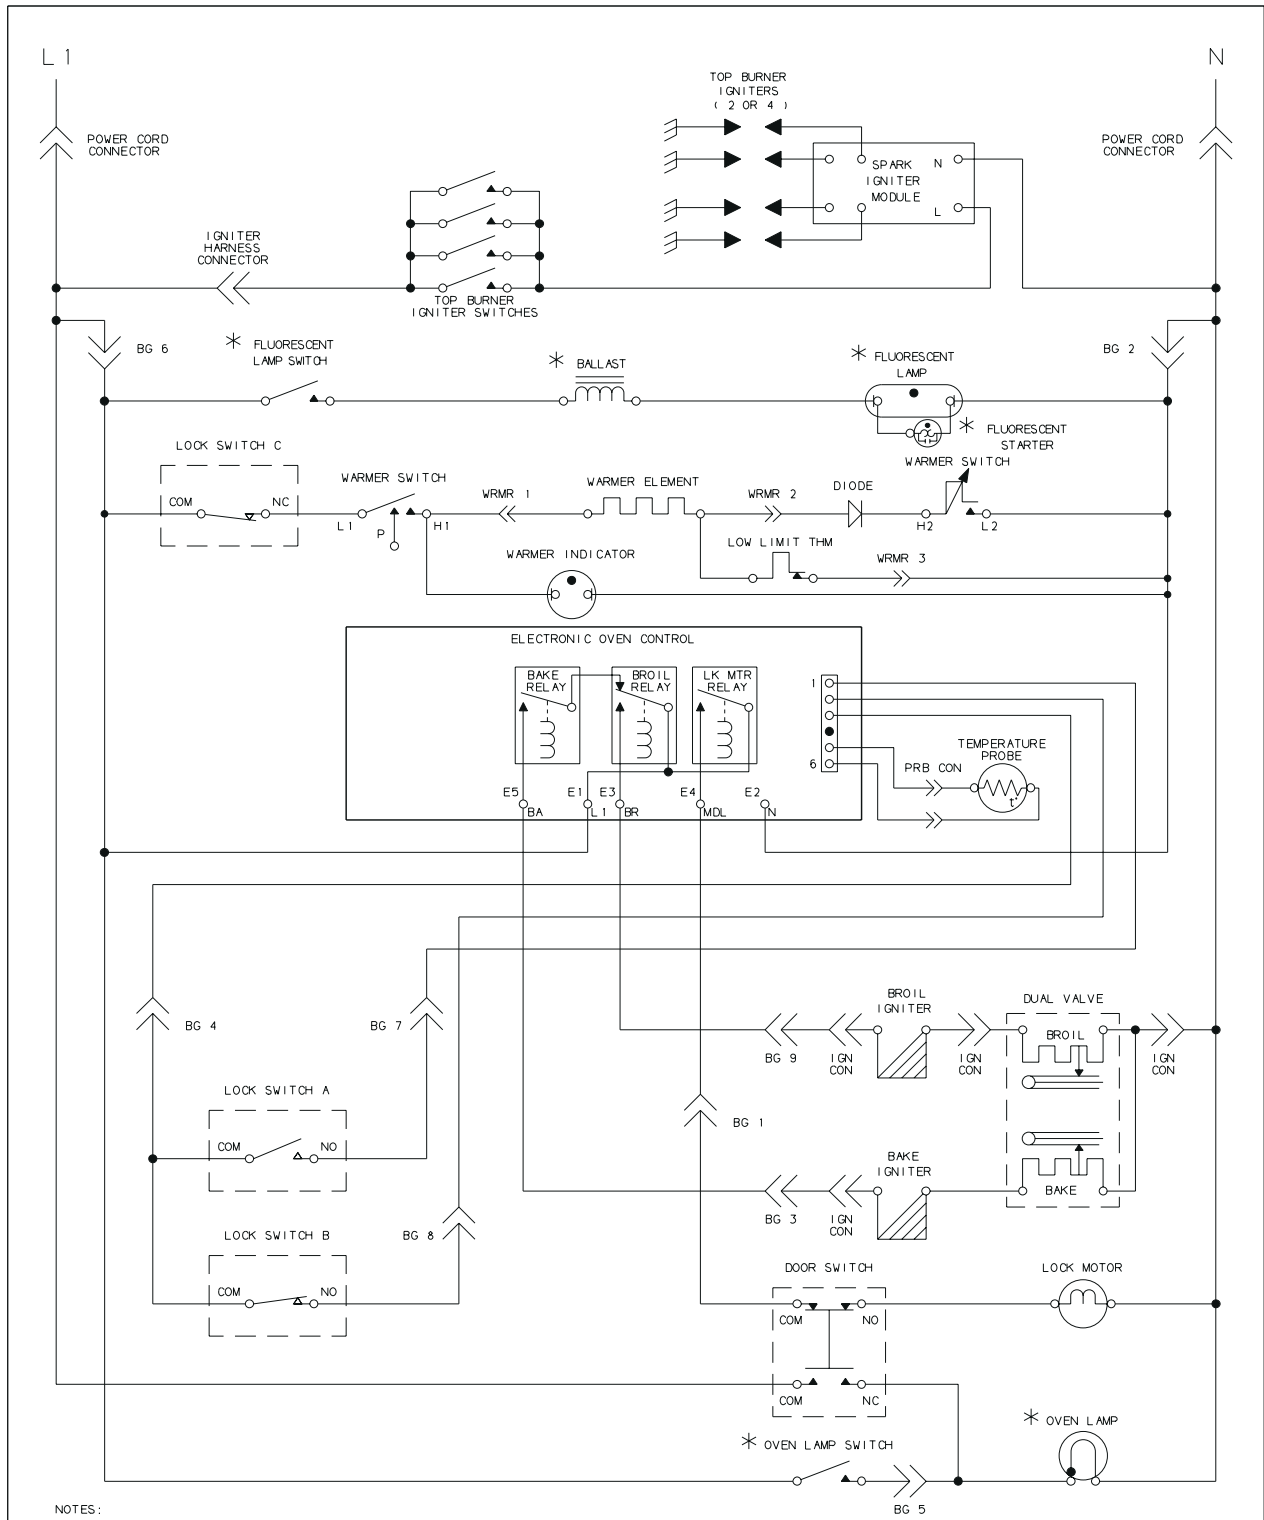 L1
N
TOP BURNER
IGNITERS
( 2 OR 4 )
POWER CORD
CONNECTOR
POWER CORD
CONNECTOR
SPARK
IGNITER
MODULE
N
L
IGNITER
HARNESS
CONNECTOR
TOP BURNER
IGNITER SWITCHES
BG 6
* FLUORESCENT
LAMP SWITCH
* BALLAST
* FLUORESCENT
LAMP
BG 2
* FLUORESCENT
STARTER
LOCK SWITCH C
COM
NC
WARMER SWITCH
L1
P
H1
WRMR 1
WARMER ELEMENT
WRMR 2
DIODE
WARMER SWITCH
H2
L2
WARMER INDICATOR
LOW LIMIT THM
WRMR 3
ELECTRONIC OVEN CONTROL
BAKE
RELAY
BROIL
RELAY
LK MTR
RELAY
1
6
PRB CON
TEMPERATURE
PROBE
t°
E5
E1
E3
E4
E2
BA
L1
BR
MDL
N
BG 4
BG 7
BROIL
IGNITER
DUAL VALVE
BROIL
BG 9
IGN
CON
IGN
CON
IGN
CON
LOCK SWITCH A
COM
NO
BG 1
BAKE
IGNITER
BAKE
BG 3
IGN
CON
LOCK SWITCH B
BG 8
COM
NO
DOOR SWITCH
LOCK MOTOR
COM
NO
COM
NC
* OVEN LAMP SWITCH
* OVEN LAMP
BG 5
NOTES: